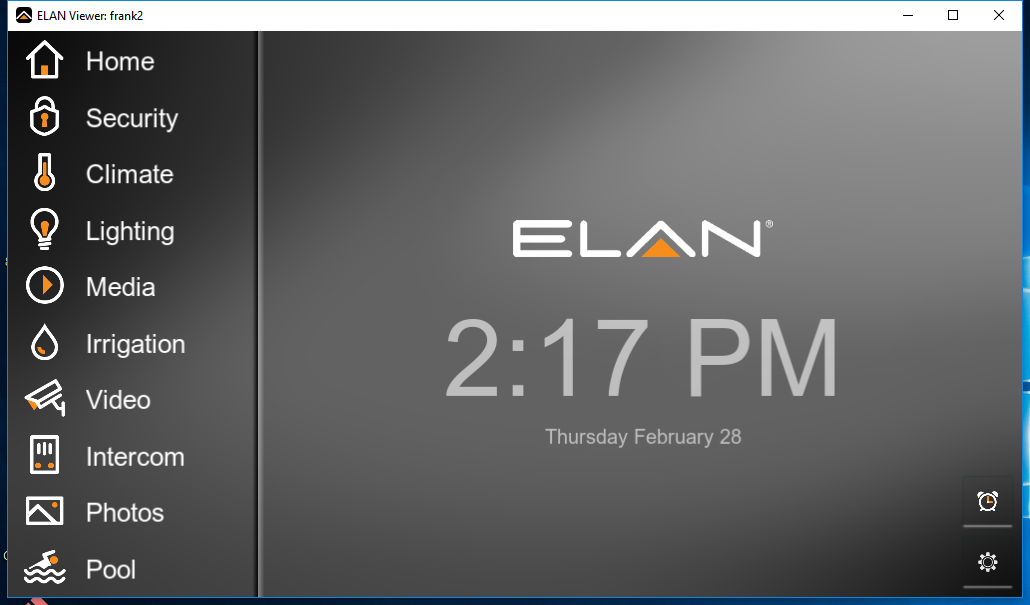 ELAN Viewer: frank2
Home
Security
Climate
Lighting
Media
Irrigation
Video
Intercom
Photos
Pool
ELAN®
2:17 PM
Thursday February 28